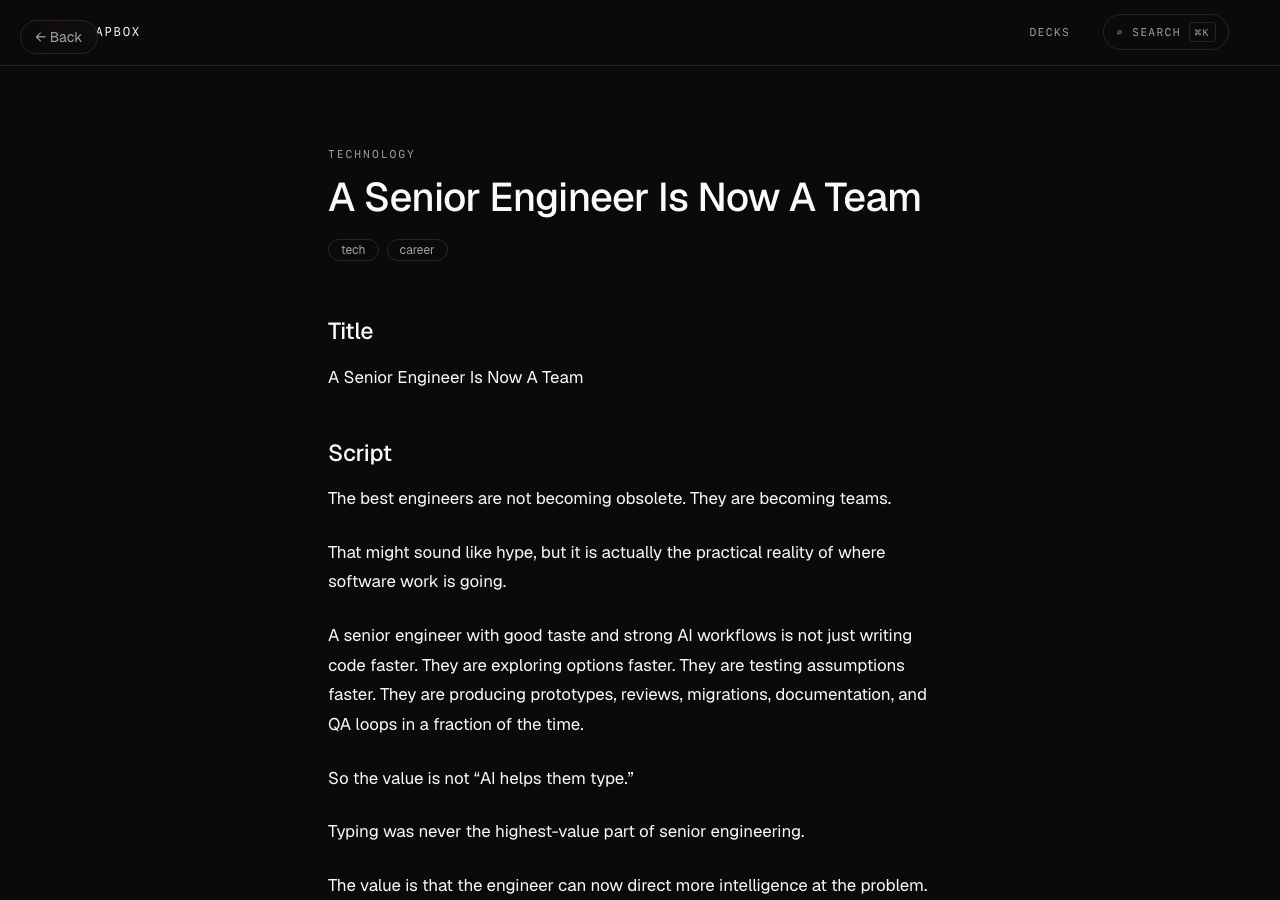 ← Back
APBOX
DECKS
SEARCH ⌘K
TECHNOLOGY
A Senior Engineer Is Now A Team
tech
career
Title
A Senior Engineer Is Now A Team
Script
The best engineers are not becoming obsolete. They are becoming teams.
That might sound like hype, but it is actually the practical reality of where
software work is going.
A senior engineer with good taste and strong AI workflows is not just writing
code faster. They are exploring options faster. They are testing assumptions
faster. They are producing prototypes, reviews, migrations, documentation, and
QA loops in a fraction of the time.
So the value is not “AI helps them type.”
Typing was never the highest-value part of senior engineering.
The value is that the engineer can now direct more intelligence at the problem.